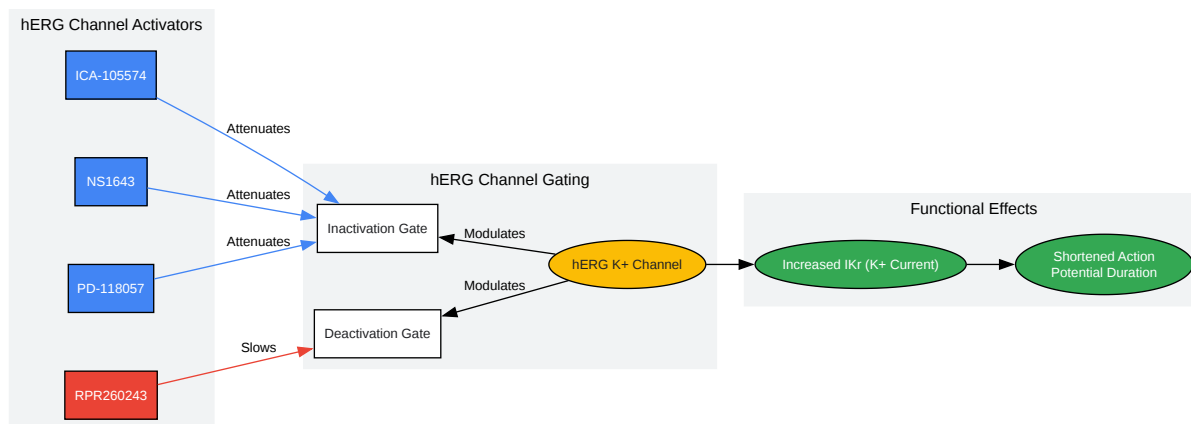 hERG Channel Activators
ICA-105574
Attenuates
NS1643
Attenuates
PD-118057
Attenuates
RPR260243
Slows
hERG Channel Gating
Inactivation Gate
Modulates
hERG K+ Channel
Modulates
Deactivation Gate
Functional Effects
Increased IKr (K+ Current)
Shortened Action
Potential Duration